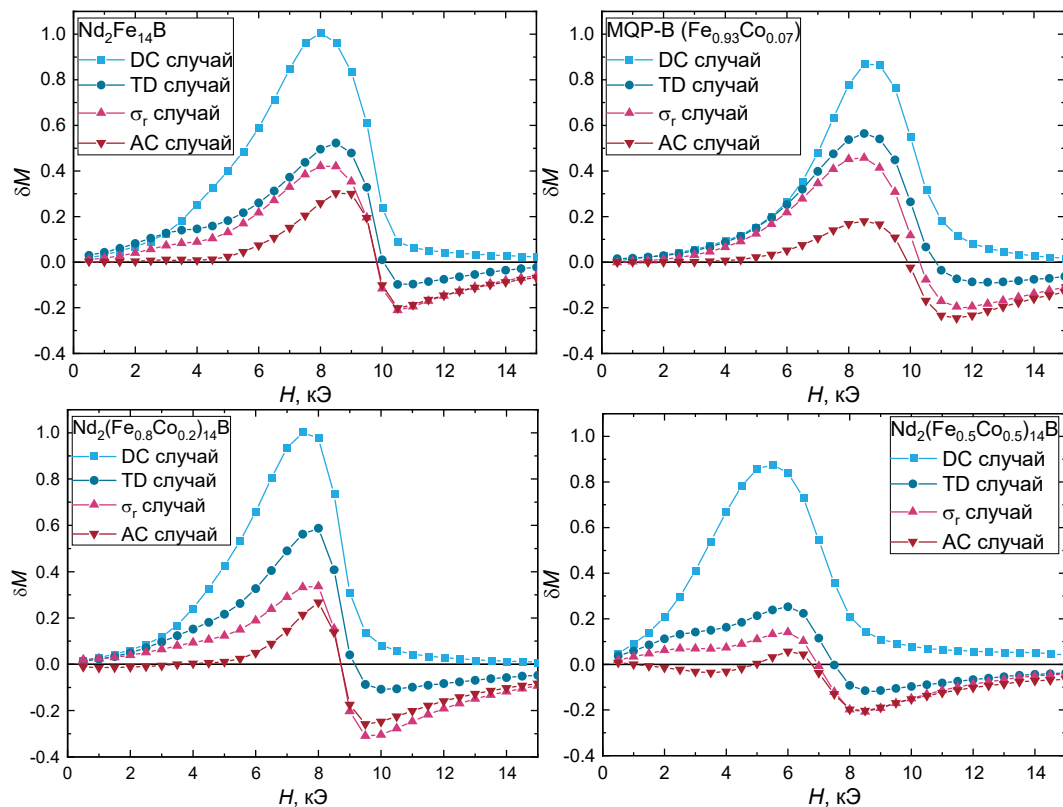 Nd₂Fe₁₄B
DC случай
TD случай
σᵣ случай
AC случай
δM
1.0
0.8
0.6
0.4
0.2
0.0
-0.2
-0.4
0 2 4 6 8 10 12 14
H, кЭ
MQP-B (Fe₀.₉₃Co₀.₀₇)
DC случай
TD случай
σᵣ случай
AC случай
δM
1.0
0.8
0.6
0.4
0.2
0.0
-0.2
-0.4
0 2 4 6 8 10 12 14
H, кЭ
Nd₂(Fe₀.₈Co₀.₂)₁₄B
DC случай
TD случай
σᵣ случай
AC случай
δM
1.0
0.8
0.6
0.4
0.2
0.0
-0.2
-0.4
0 2 4 6 8 10 12 14
H, кЭ
Nd₂(Fe₀.₅Co₀.₅)₁₄B
DC случай
TD случай
σᵣ случай
AC случай
δM
1.0
0.8
0.6
0.4
0.2
0.0
-0.2
-0.4
0 2 4 6 8 10 12 14
H, кЭ